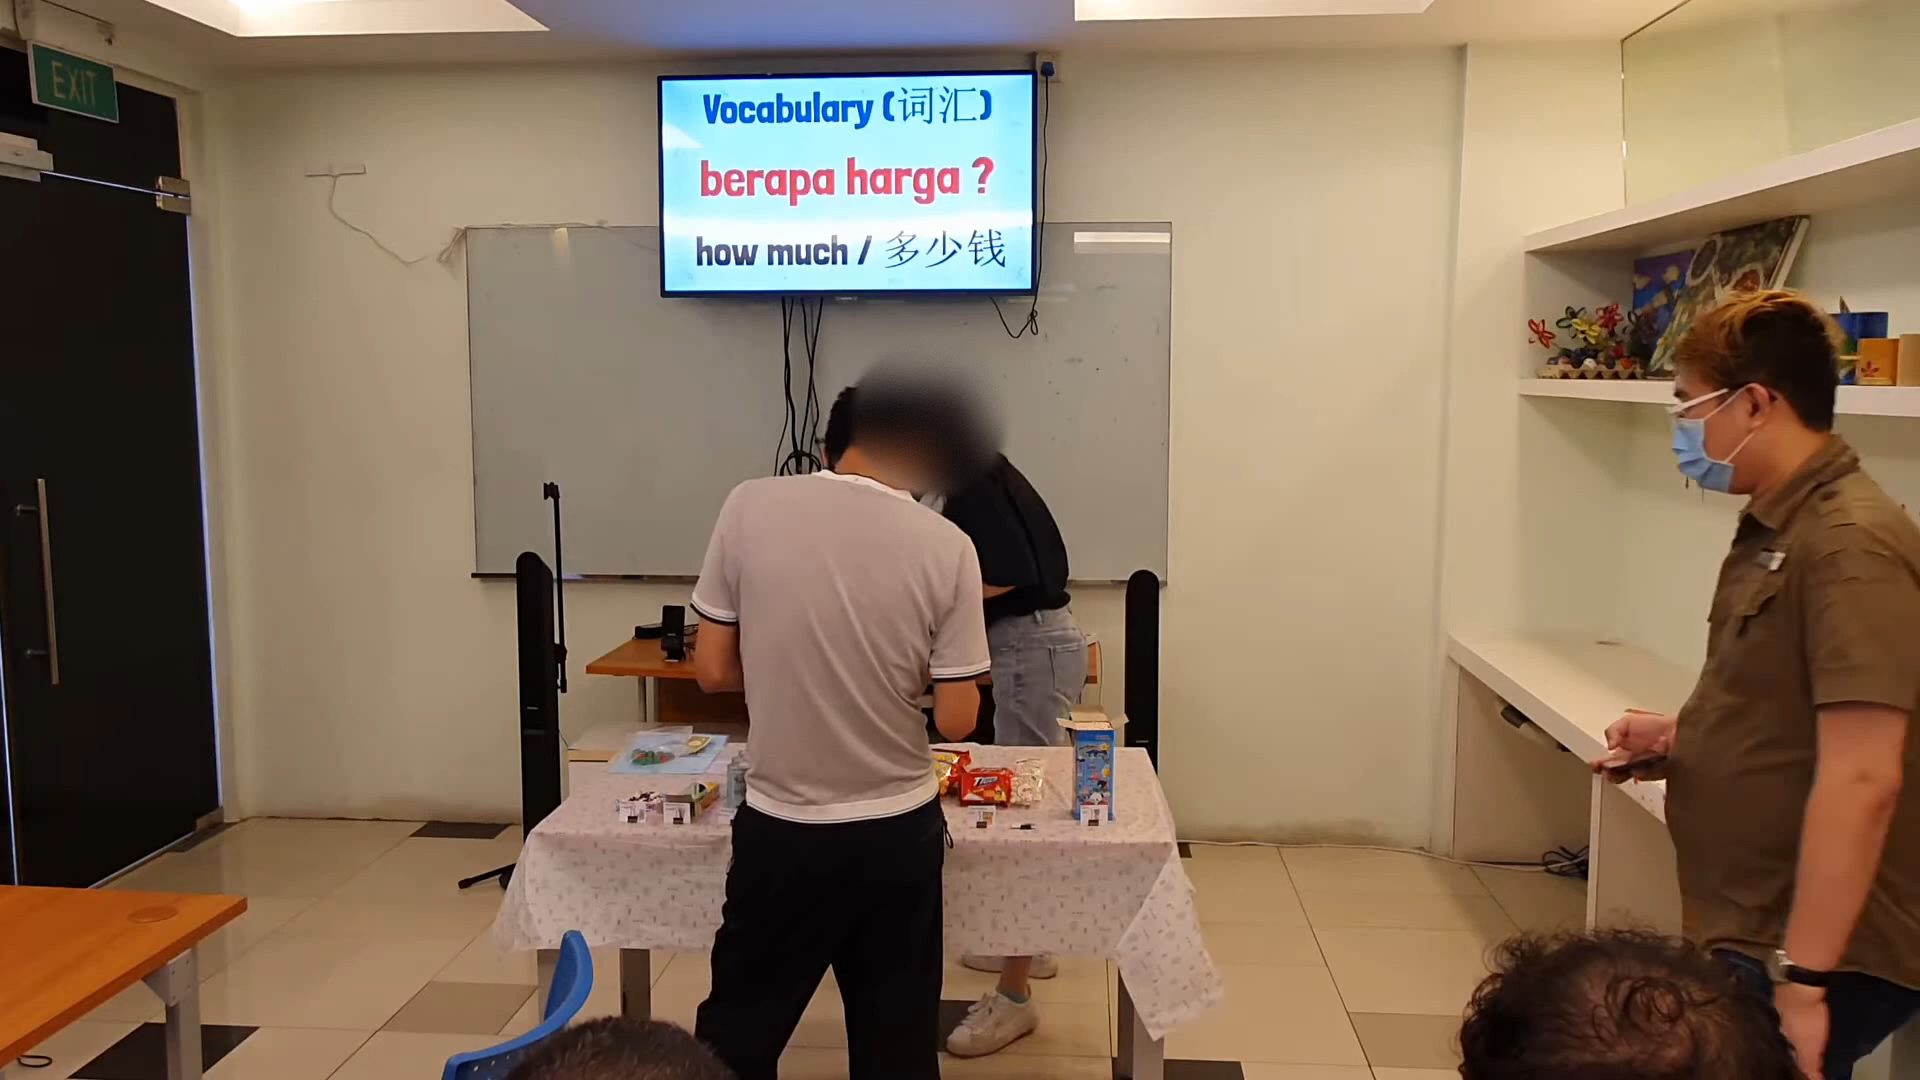 EXIT
Vocabulary (词汇)
berapa harga ?
how much / 多少钱